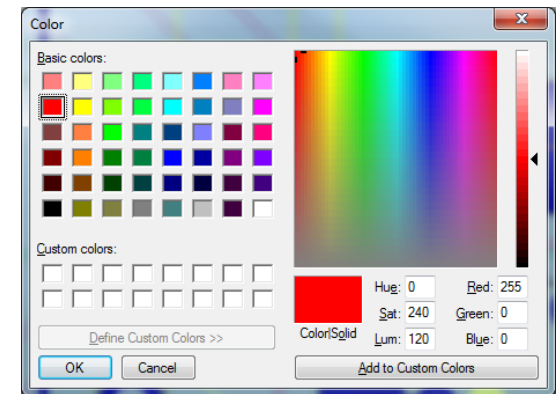 Color
Basic colors:
Custom colors:
Define Custom Colors >>
OK
Cancel
Color|Solid
Hue: 0
Sat: 240
Lum: 120
Red: 255
Green: 0
Blue: 0
Add to Custom Colors